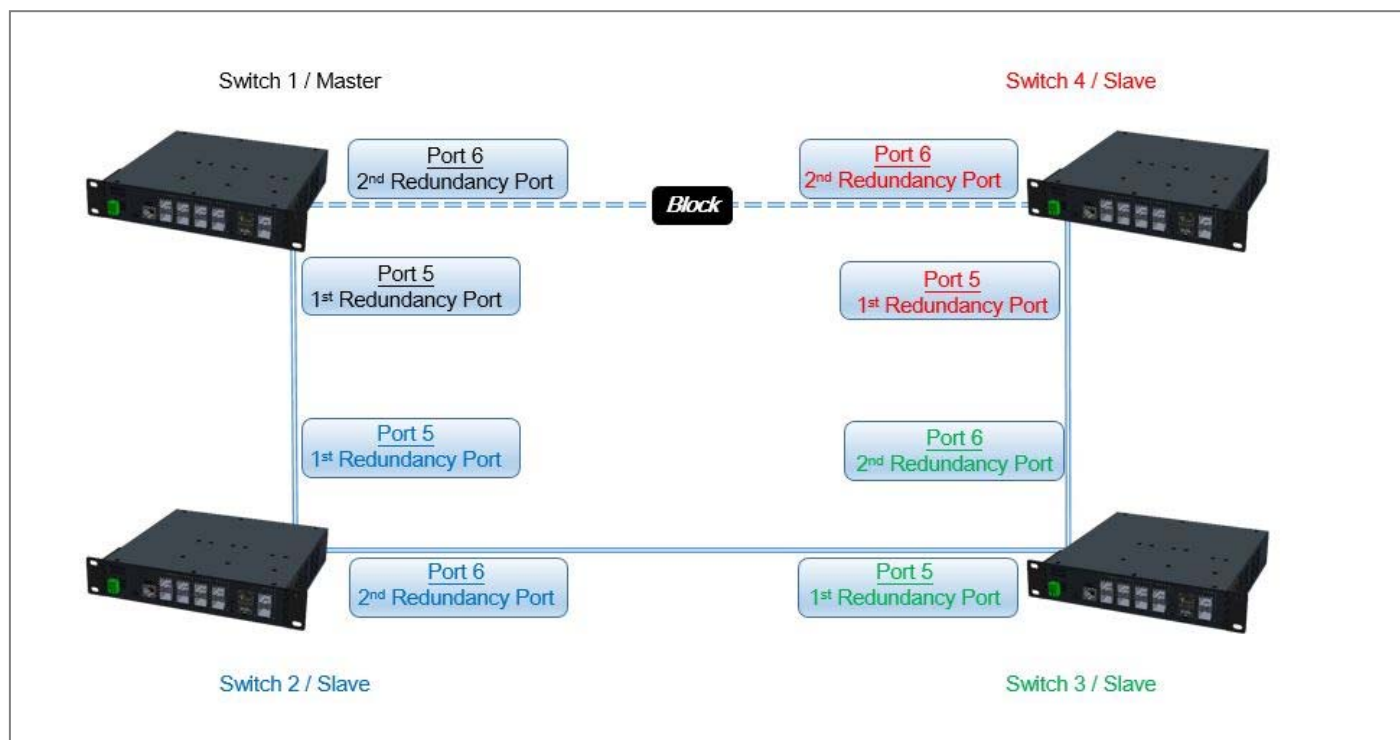 Switch 1 / Master
Switch 4 / Slave
Port 6
2nd Redundancy Port
Port 6
2nd Redundancy Port
Block
Port 5
1st Redundancy Port
Port 5
1st Redundancy Port
Port 5
1st Redundancy Port
Port 6
2nd Redundancy Port
Port 6
2nd Redundancy Port
Port 5
1st Redundancy Port
Switch 2 / Slave
Switch 3 / Slave